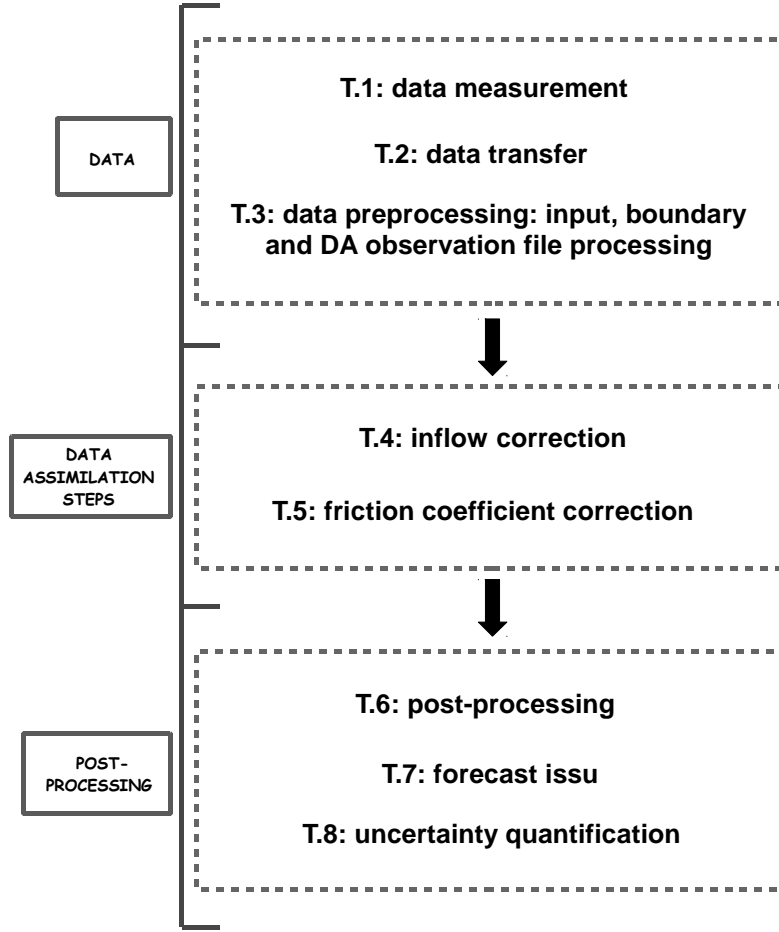 T.1: data measurement
DATA
T.2: data transfer
T.3: data preprocessing: input, boundary
and DA observation file processing
DATA
ASSIMILATION
STEPS
T.4: inflow correction
T.5: friction coefficient correction
POST-
PROCESSING
T.6: post-processing
T.7: forecast issu
T.8: uncertainty quantification